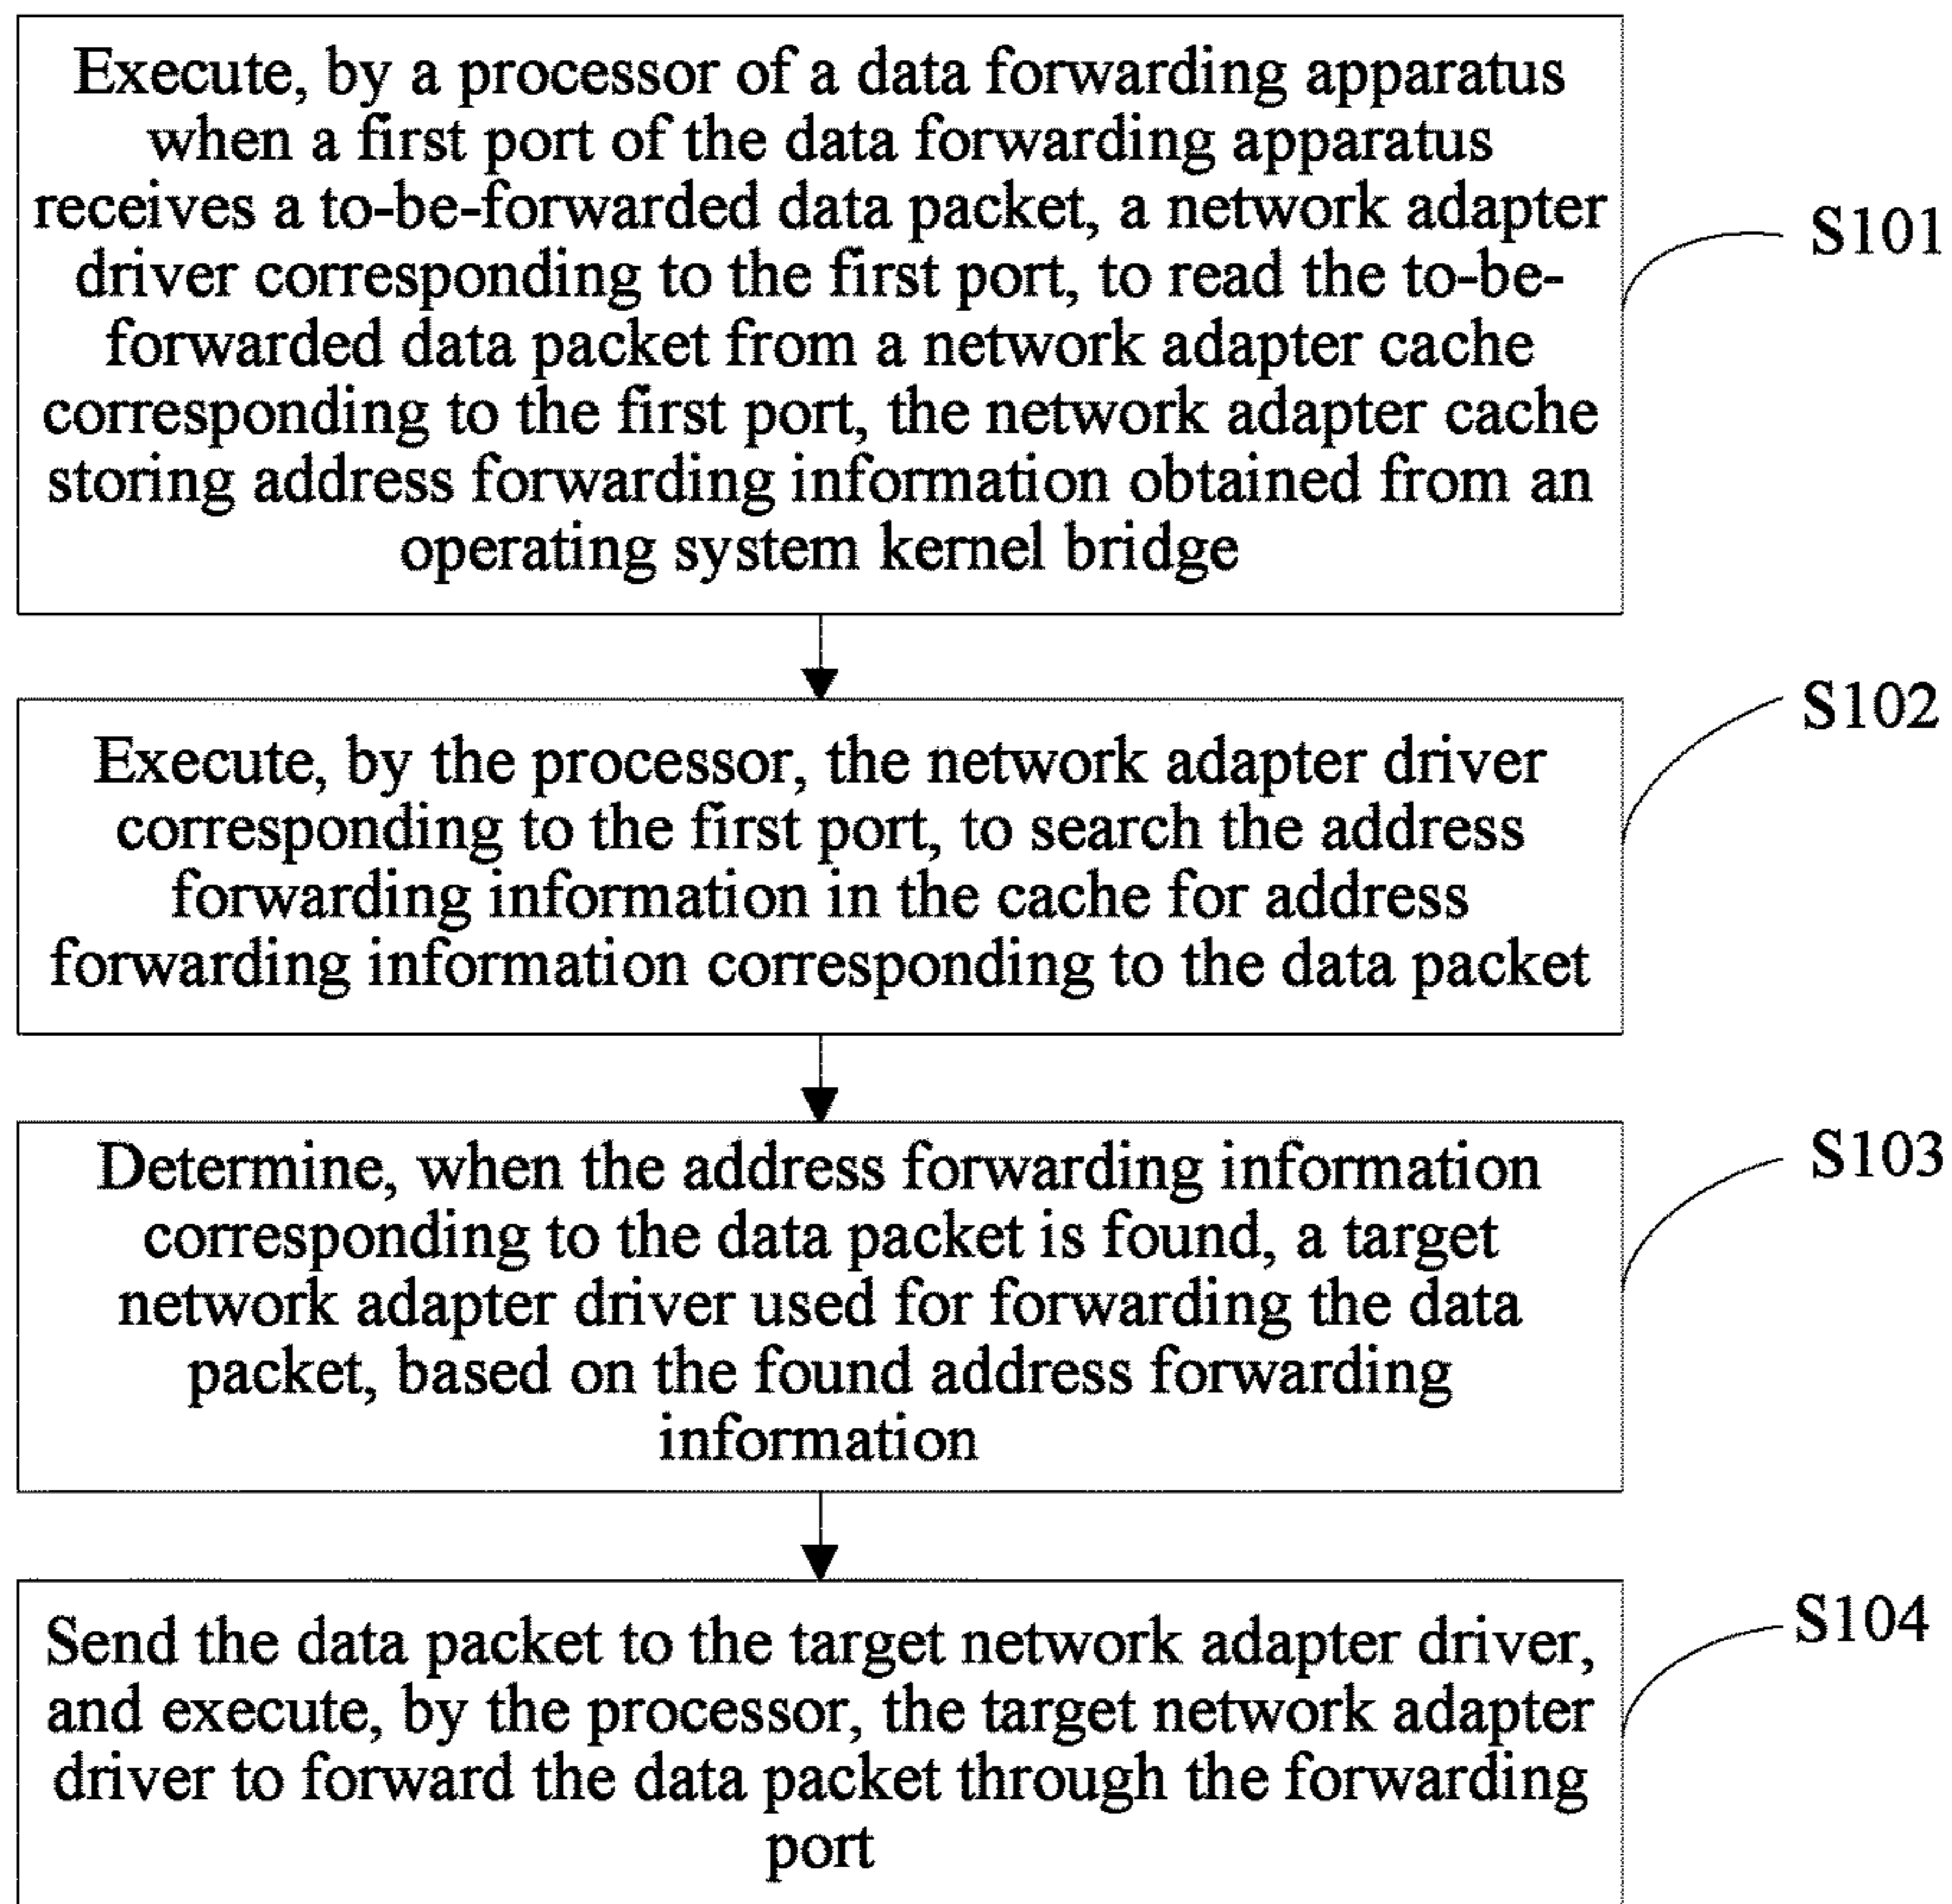 Execute, by a processor of a data forwarding apparatus
when a first port of the data forwarding apparatus
receives a to-be-forwarded data packet, a network adapter
driver corresponding to the first port, to read the to-be-
forwarded data packet from a network adapter cache
corresponding to the first port, the network adapter cache
storing address forwarding information obtained from an
operating system kernel bridge
S101
Execute, by the processor, the network adapter driver
corresponding to the first port, to search the address
forwarding information in the cache for address
forwarding information corresponding to the data packet
S102
Determine, when the address forwarding information
corresponding to the data packet is found, a target
network adapter driver used for forwarding the data
packet, based on the found address forwarding
information
S103
Send the data packet to the target network adapter driver,
and execute, by the processor, the target network adapter
driver to forward the data packet through the forwarding
port
S104